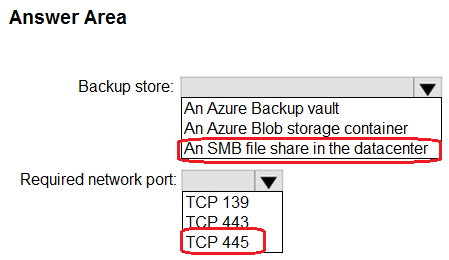 Answer Area
Backup store:
An Azure Backup vault
An Azure Blob storage container
An SMB file share in the datacenter
Required network port:
TCP 139
TCP 443
TCP 445